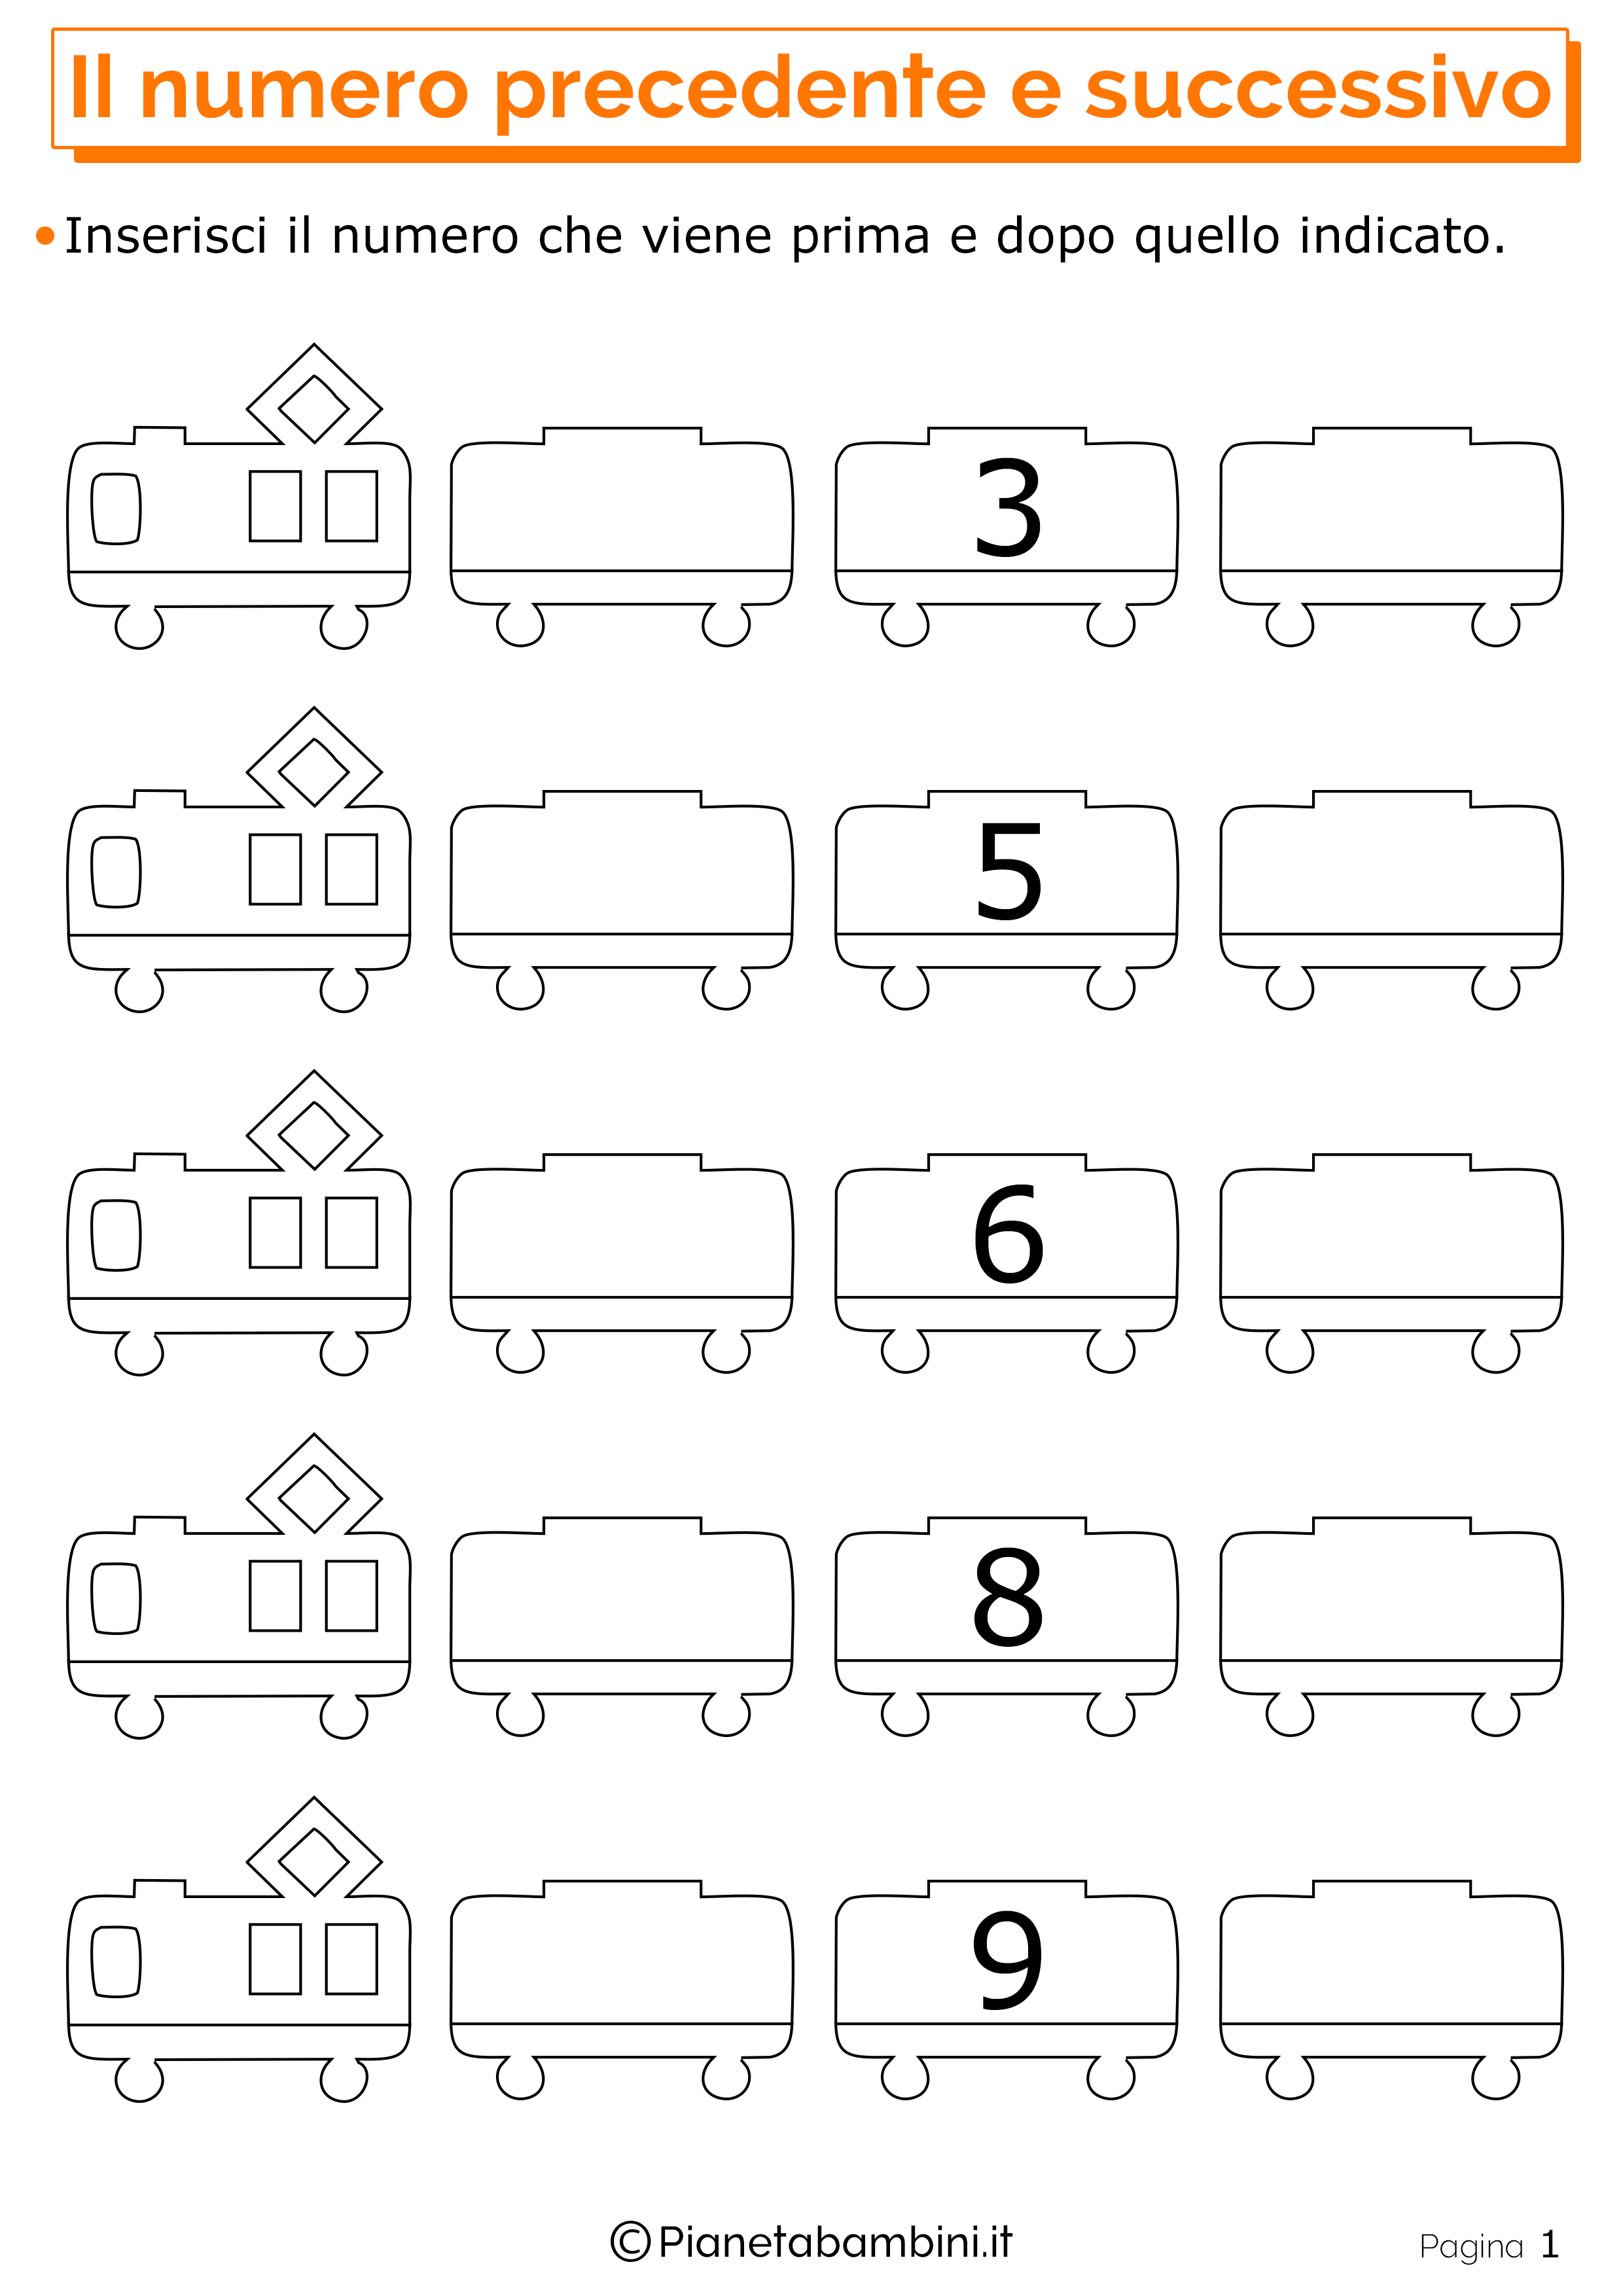 Il numero precedente e successivo
Inserisci il numero che viene prima e dopo quello indicato.
3
5
6
8
9
©Pianetabambini.it
Pagina 1